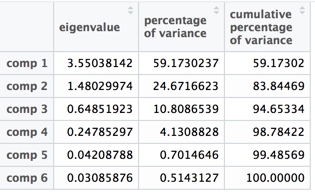 eigenvalue percentage of variance cumulative percentage of variance
comp 1 3.55038142 59.1730237 59.17302
comp 2 1.48029974 24.6716623 83.84469
comp 3 0.64851923 10.8086539 94.65334
comp 4 0.24785297 4.1308828 98.78422
comp 5 0.04208788 0.7014646 99.48569
comp 6 0.03085876 0.5143127 100.00000